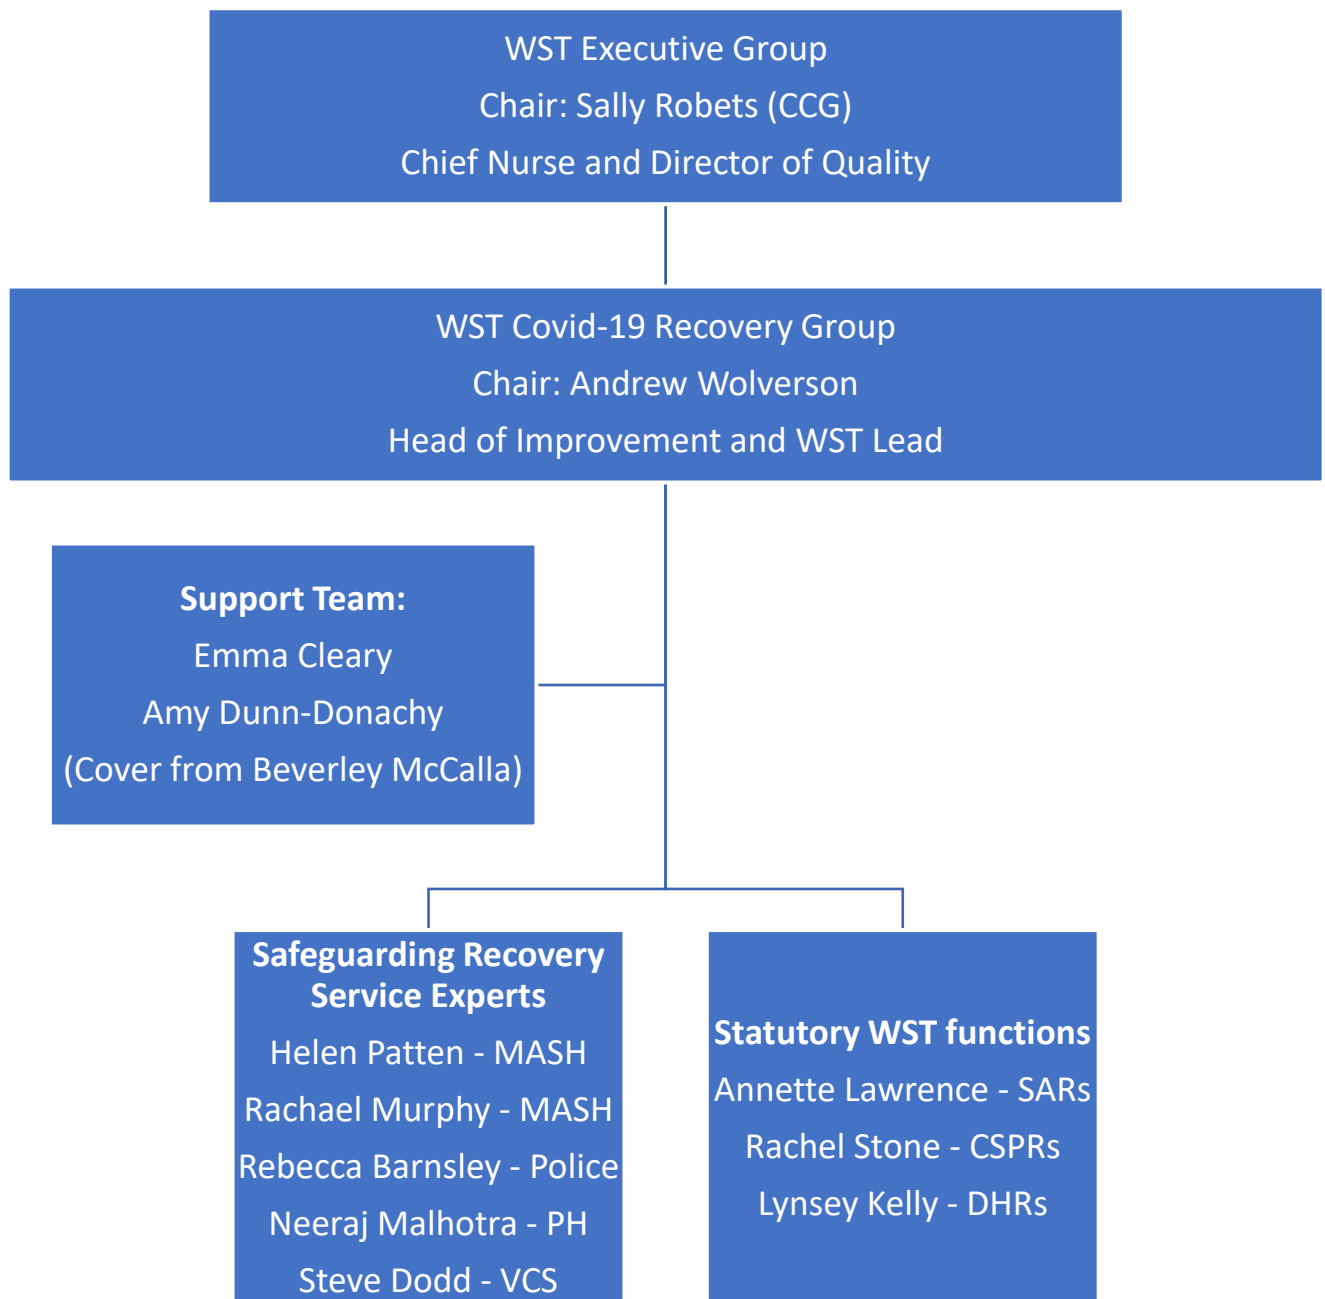 WST Executive Group
Chair: Sally Robets (CCG)
Chief Nurse and Director of Quality
WST Covid-19 Recovery Group
Chair: Andrew Wolverson
Head of Improvement and WST Lead
Support Team:
Emma Cleary
Amy Dunn-Donachy
(Cover from Beverley McCalla)
Safeguarding Recovery
Service Experts
Helen Patten - MASH
Rachael Murphy - MASH
Rebecca Barnsley - Police
Neeraj Malhotra - PH
Steve Dodd - VCS
Statutory WST functions
Annette Lawrence - SARs
Rachel Stone - CSPRs
Lynsey Kelly - DHRs